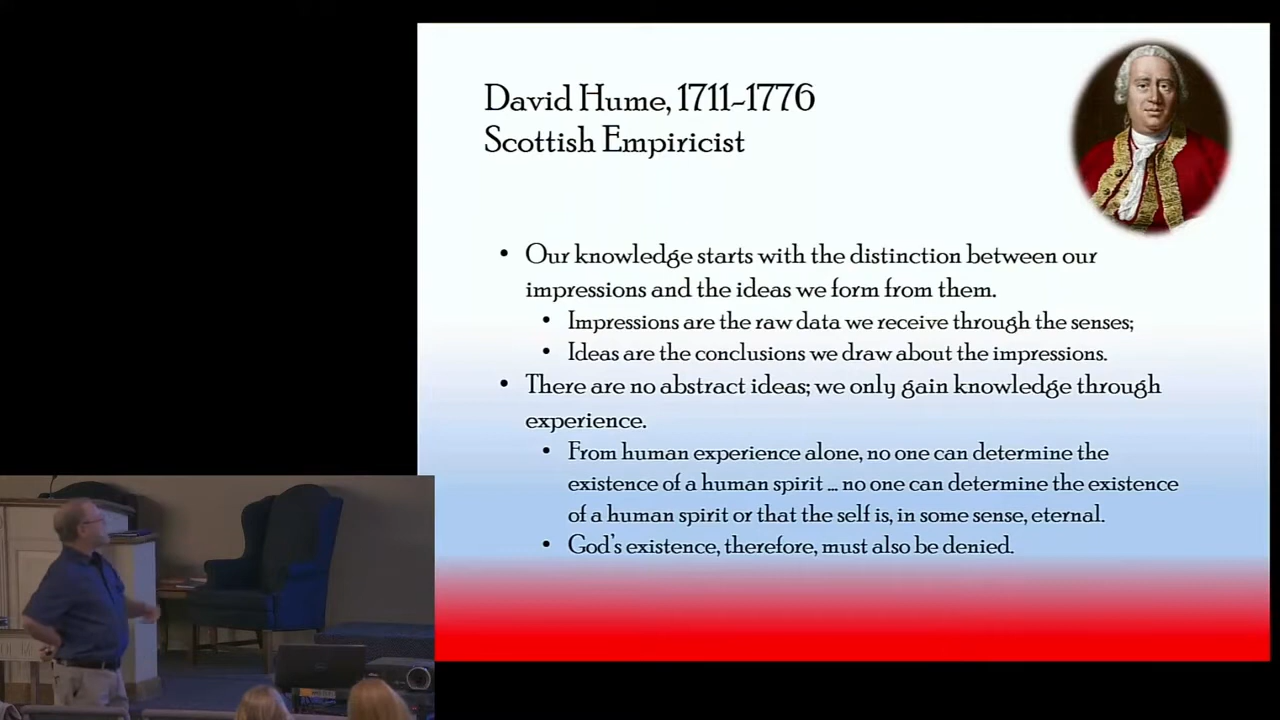 David Hume, 1711-1776
Scottish Empiricist
• Our knowledge starts with the distinction between our
impressions and the ideas we form from them.
• Impressions are the raw data we receive through the senses;
• Ideas are the conclusions we draw about the impressions.
• There are no abstract ideas; we only gain knowledge through
experience.
• From human experience alone, no one can determine the
existence of a human spirit ... no one can determine the existence
of a human spirit or that the self is, in some sense, eternal.
• God's existence, therefore, must also be denied.